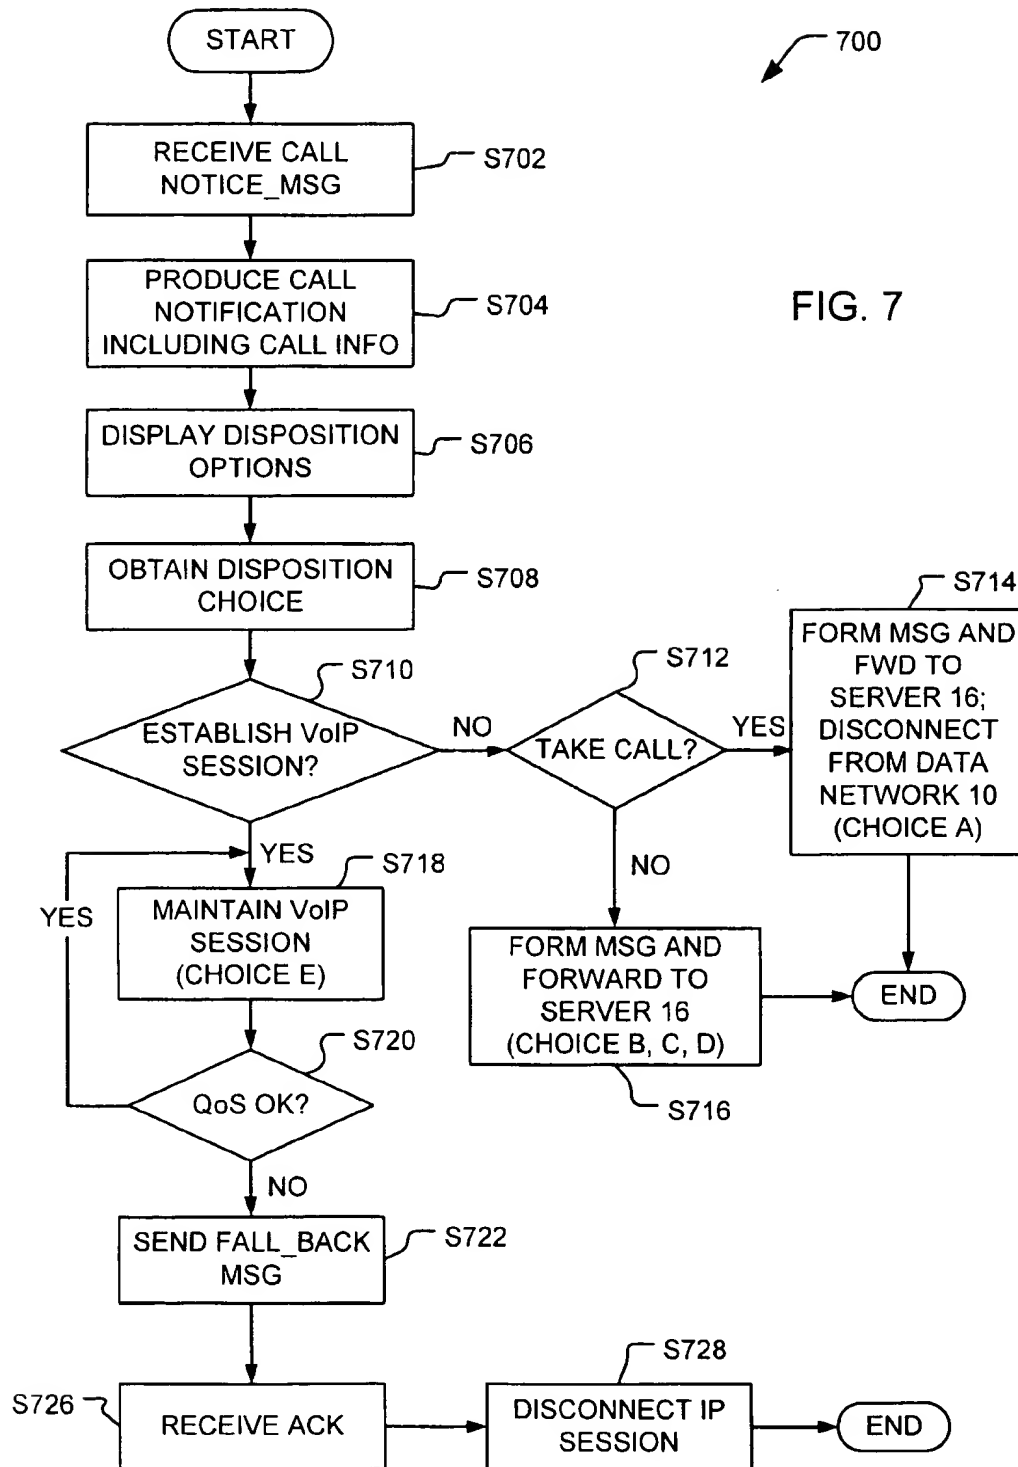 START
700
RECEIVE CALL
NOTICE_MSG
S702
PRODUCE CALL
NOTIFICATION
INCLUDING CALL INFO
S704
FIG. 7
DISPLAY DISPOSITION
OPTIONS
S706
OBTAIN DISPOSITION
CHOICE
S708
S710
ESTABLISH VoIP
SESSION?
NO
S712
TAKE CALL?
YES
S714
FORM MSG AND
FWD TO
SERVER 16;
DISCONNECT
FROM DATA
NETWORK 10
(CHOICE A)
YES
S718
NO
YES
MAINTAIN VoIP
SESSION
(CHOICE E)
FORM MSG AND
FORWARD TO
SERVER 16
(CHOICE B, C, D)
S716
END
S720
QoS OK?
NO
SEND FALL_BACK
MSG
S722
S726
RECEIVE ACK
S728
DISCONNECT IP
SESSION
END